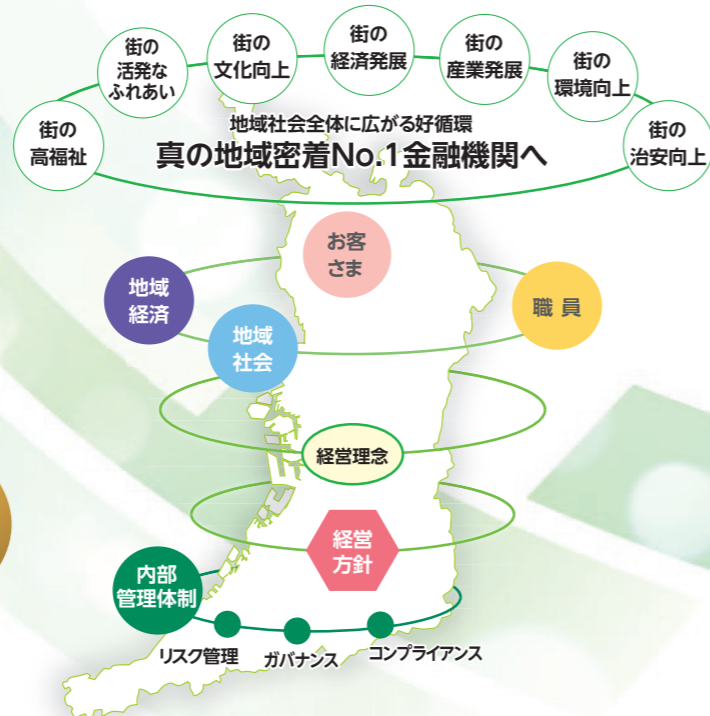 街の
高福祉
街の
活発な
ふれあい
街の
文化向上
街の
経済発展
街の
産業発展
街の
環境向上
街の
治安向上
地域社会全体に広がる好循環
真の地域密着No.1金融機関へ
お客
さま
地域
経済
職 員
地域
社会
経営理念
経営
方針
内部
管理体制
リスク管理
ガバナンス
コンプライアンス